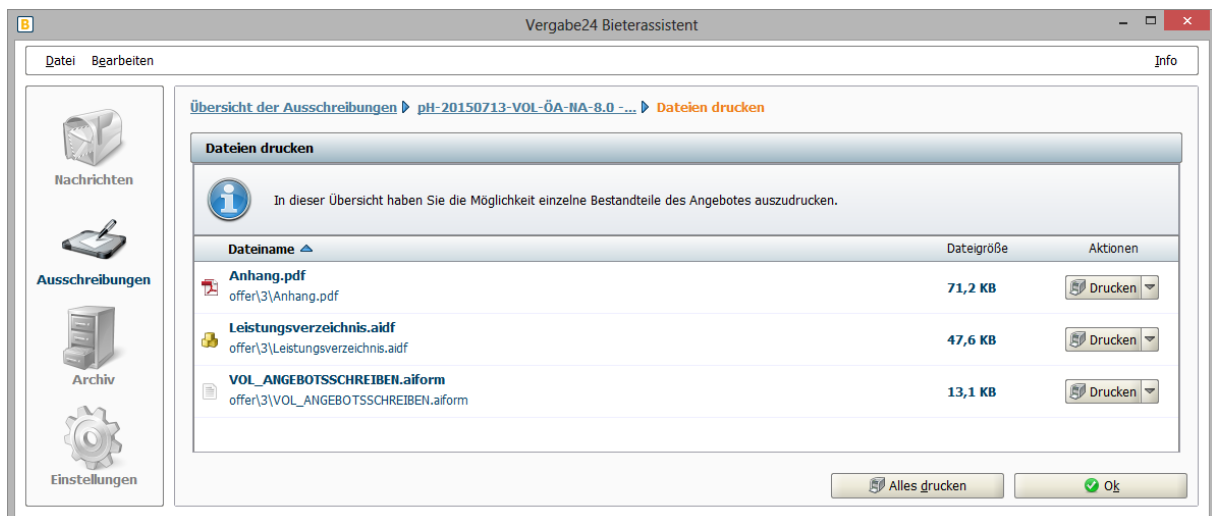 B
Vergabe24 Bieterassistent
Datei Bearbeiten Info
Nachrichten
Ausschreibungen
Archiv
Einstellungen
Übersicht der Ausschreibungen pH-20150713-VOL-ÖA-NA-8.0 -... Dateien drucken
Dateien drucken
In dieser Übersicht haben Sie die Möglichkeit einzelne Bestandteile des Angebotes auszudrucken.
Dateiname Dateigröße Aktionen
Anhang.pdf
offer\3\Anhang.pdf
71,2 KB Drucken
Leistungsverzeichnis.aidf
offer\3\Leistungsverzeichnis.aidf
47,6 KB Drucken
VOL_ANGEBOTSSCHREIBEN.aiform
offer\3\VOL_ANGEBOTSSCHREIBEN.aiform
13,1 KB Drucken
Alles drucken Ok